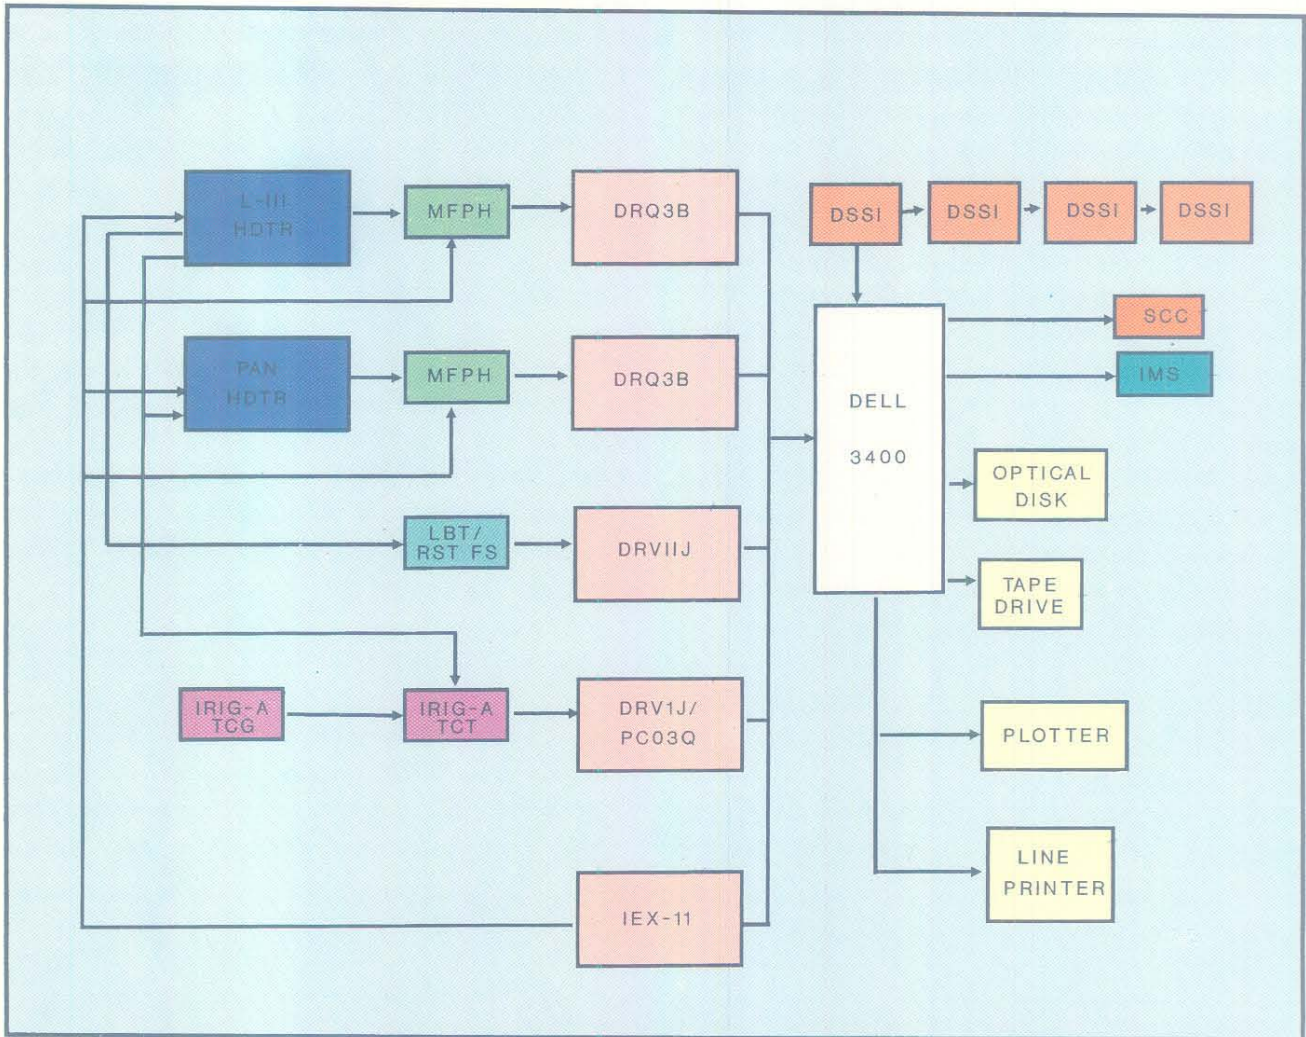 L-III
HDTR
MFPH
DRQ3B
DSSI
DSSI
DSSI
DSSI
SCC
PAN
HDTR
MFPH
DRQ3B
IMS
DELL
3400
OPTICAL
DISK
LBT/
RST FS
DRVIIJ
TAPE
DRIVE
IRIG-A
TCG
IRIG-A
TCT
DRV1J/
PC03Q
PLOTTER
LINE
PRINTER
IEX-11